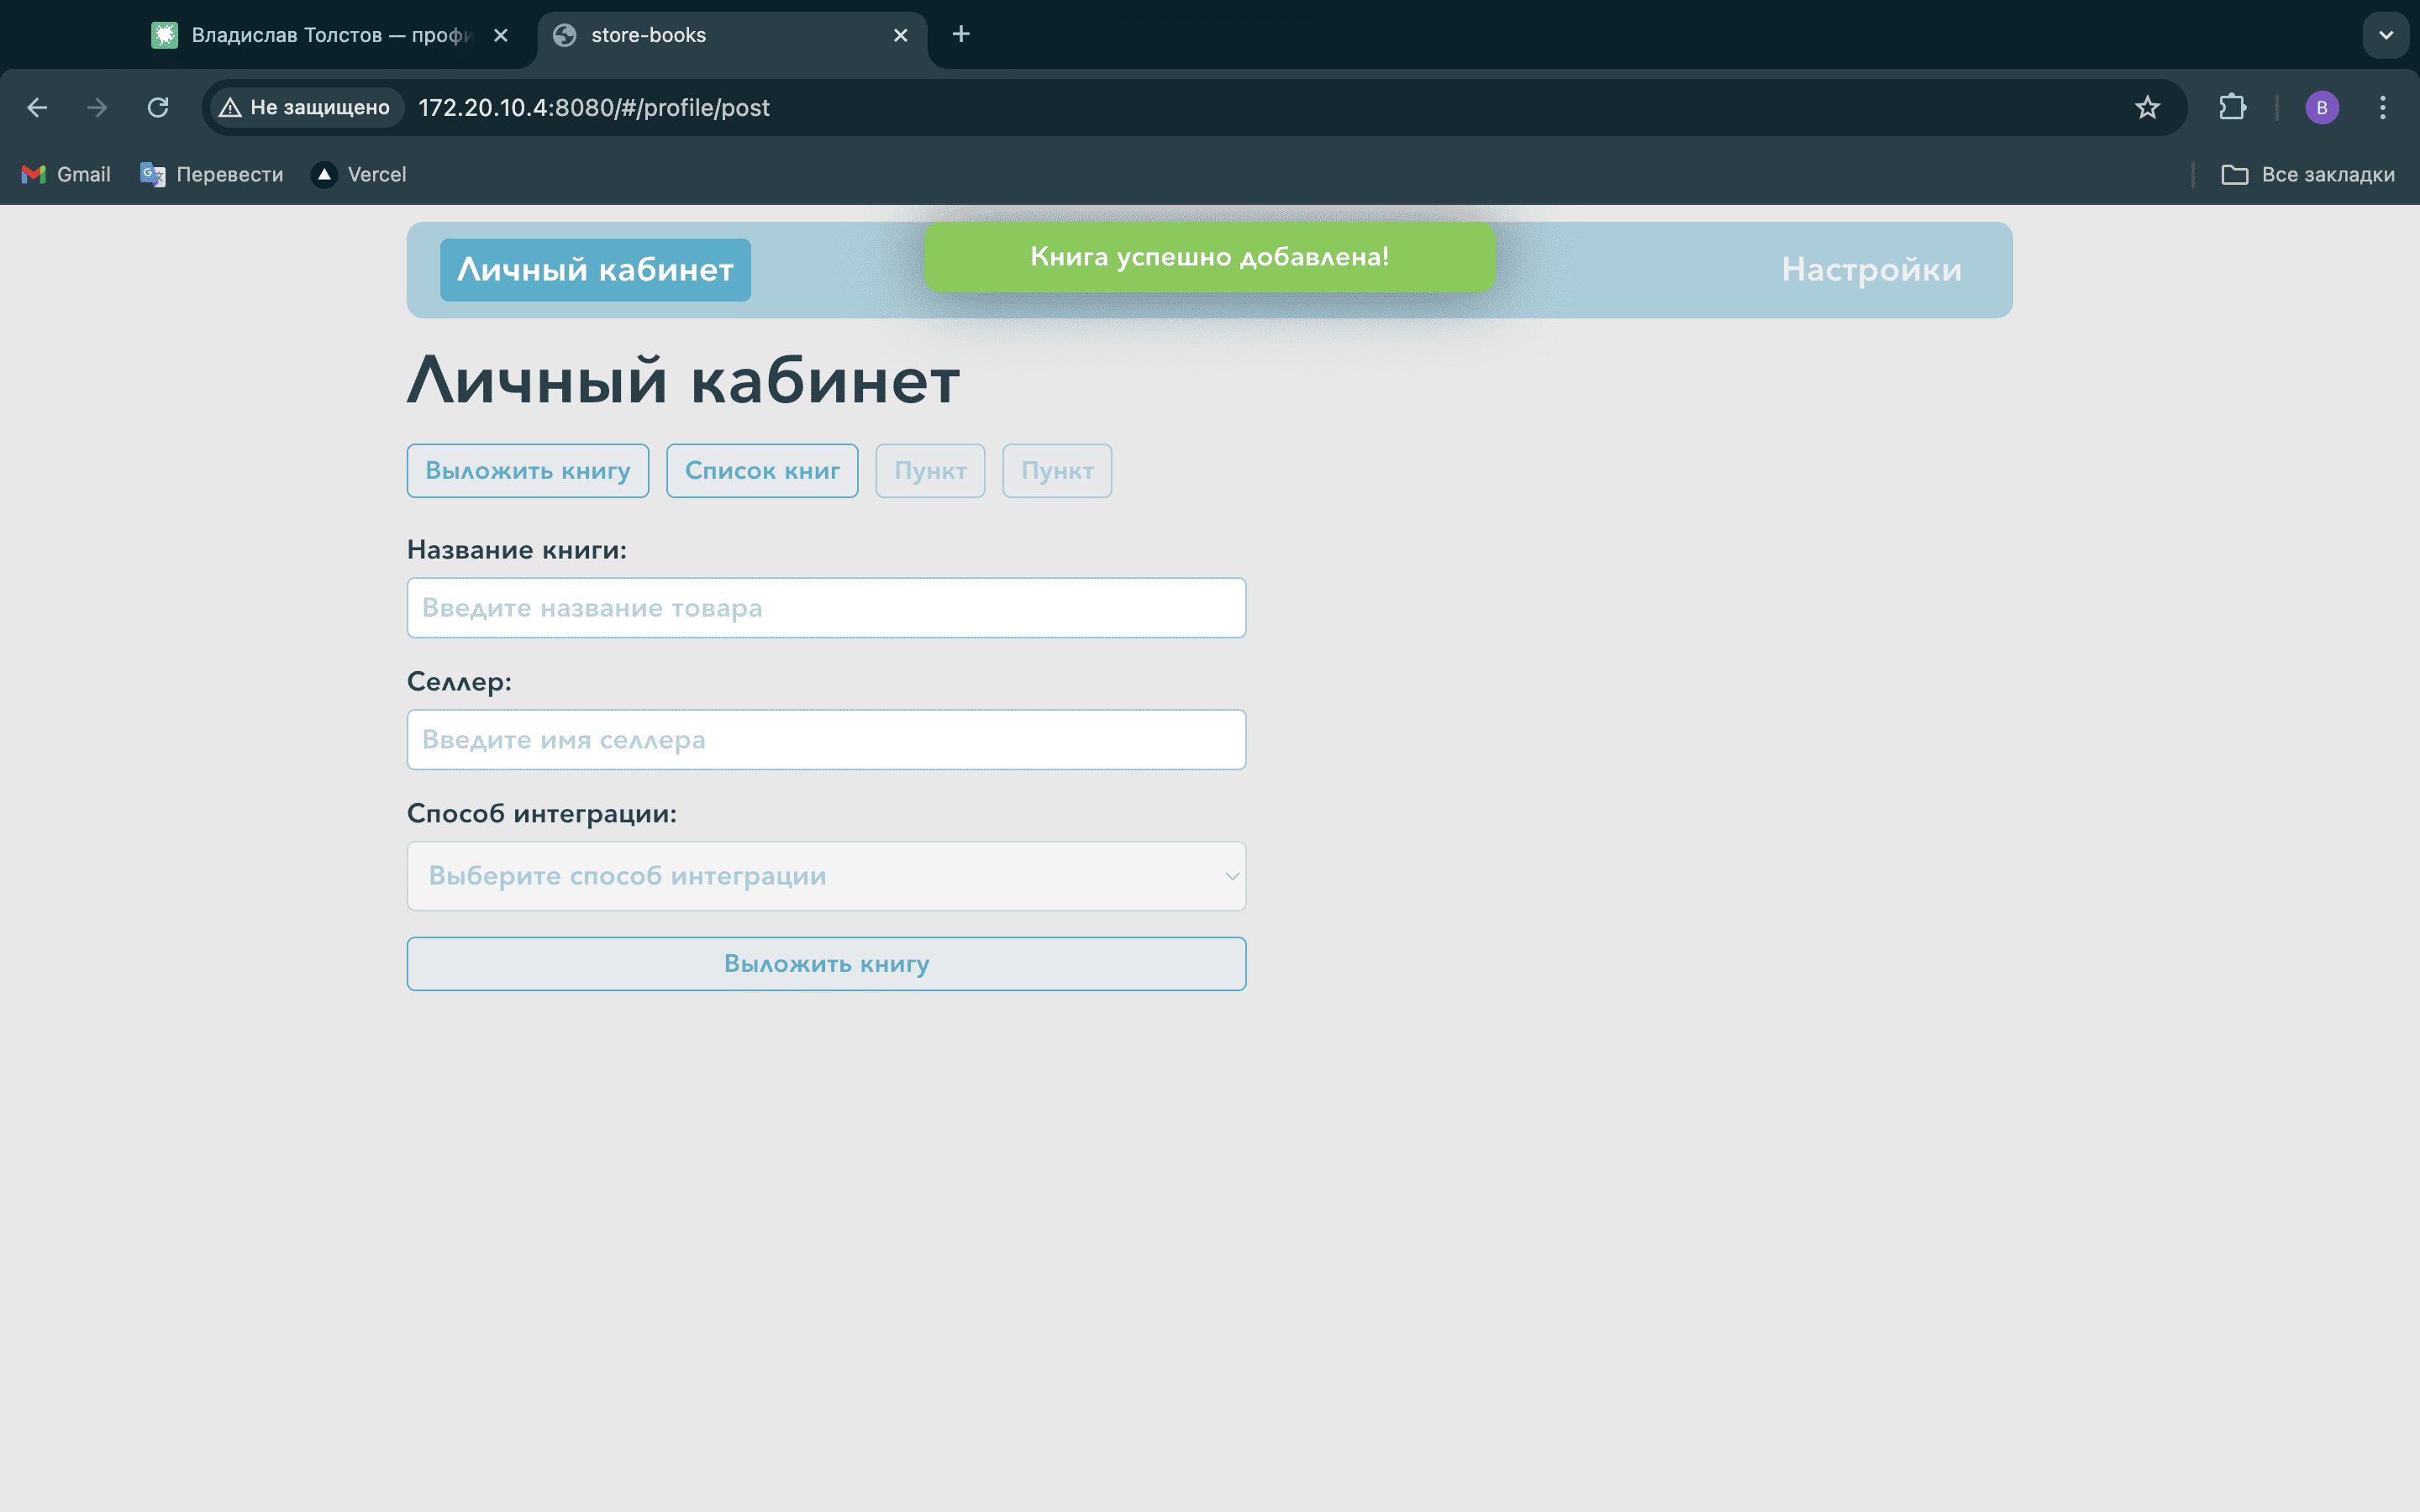 Владислав Толстов — профи
store-books
Не защищено
172.20.10.4:8080/#/profile/post
В
Gmail
Перевести
Vercel
Все закладки
Личный кабинет
Книга успешно добавлена!
Настройки
Личный кабинет
Выложить книгу
Список книг
Пункт
Пункт
Название книги:
Введите название товара
Селлер:
Введите имя селлера
Способ интеграции:
Выберите способ интеграции
Выложить книгу